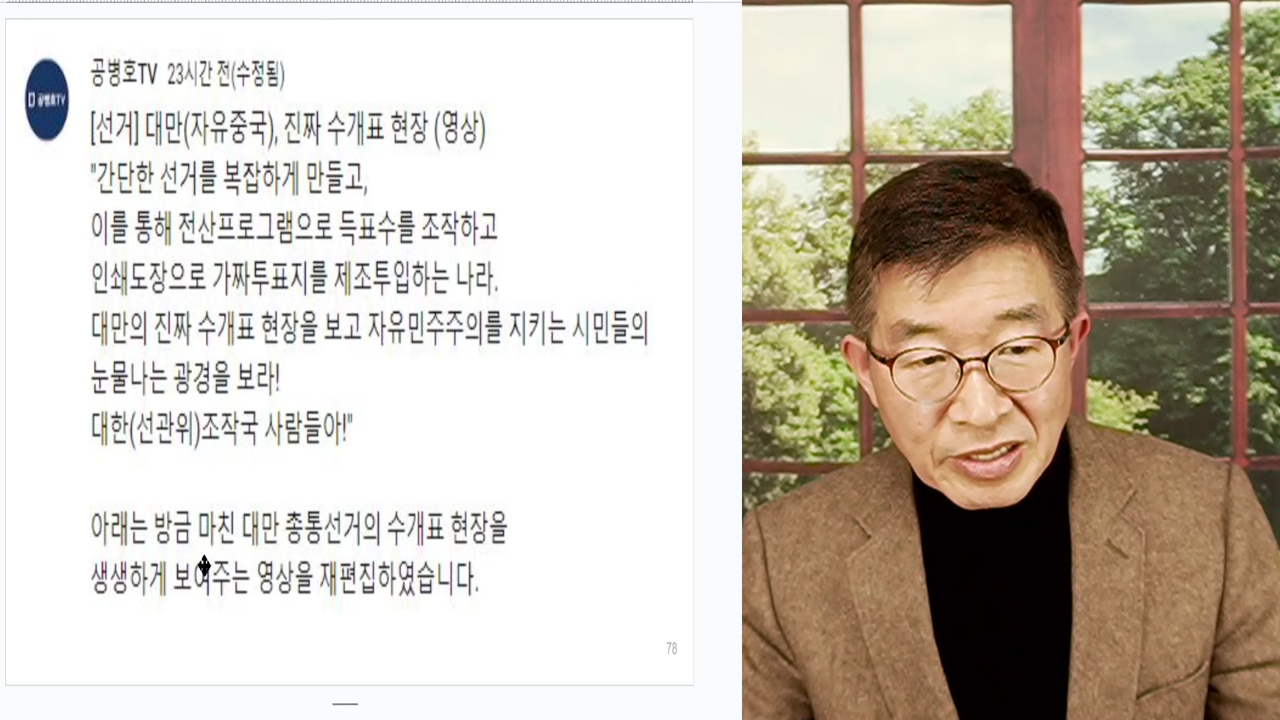 공병호TV 23시간 전(수정됨)
공병호TV
[선거] 대만(자유중국), 진짜 수개표 현장 (영상)
"간단한 선거를 복잡하게 만들고,
이를 통해 전산프로그램으로 득표수를 조작하고
인쇄도장으로 가짜투표지를 제조투입하는 나라.
대만의 진짜 수개표 현장을 보고 자유민주주의를 지키는 시민들의
눈물나는 광경을 보라!
대한(선관위)조작국 사람들아!"
아래는 방금 마친 대만 총통선거의 수개표 현장을
생생하게 보여주는 영상을 재편집하였습니다.
78